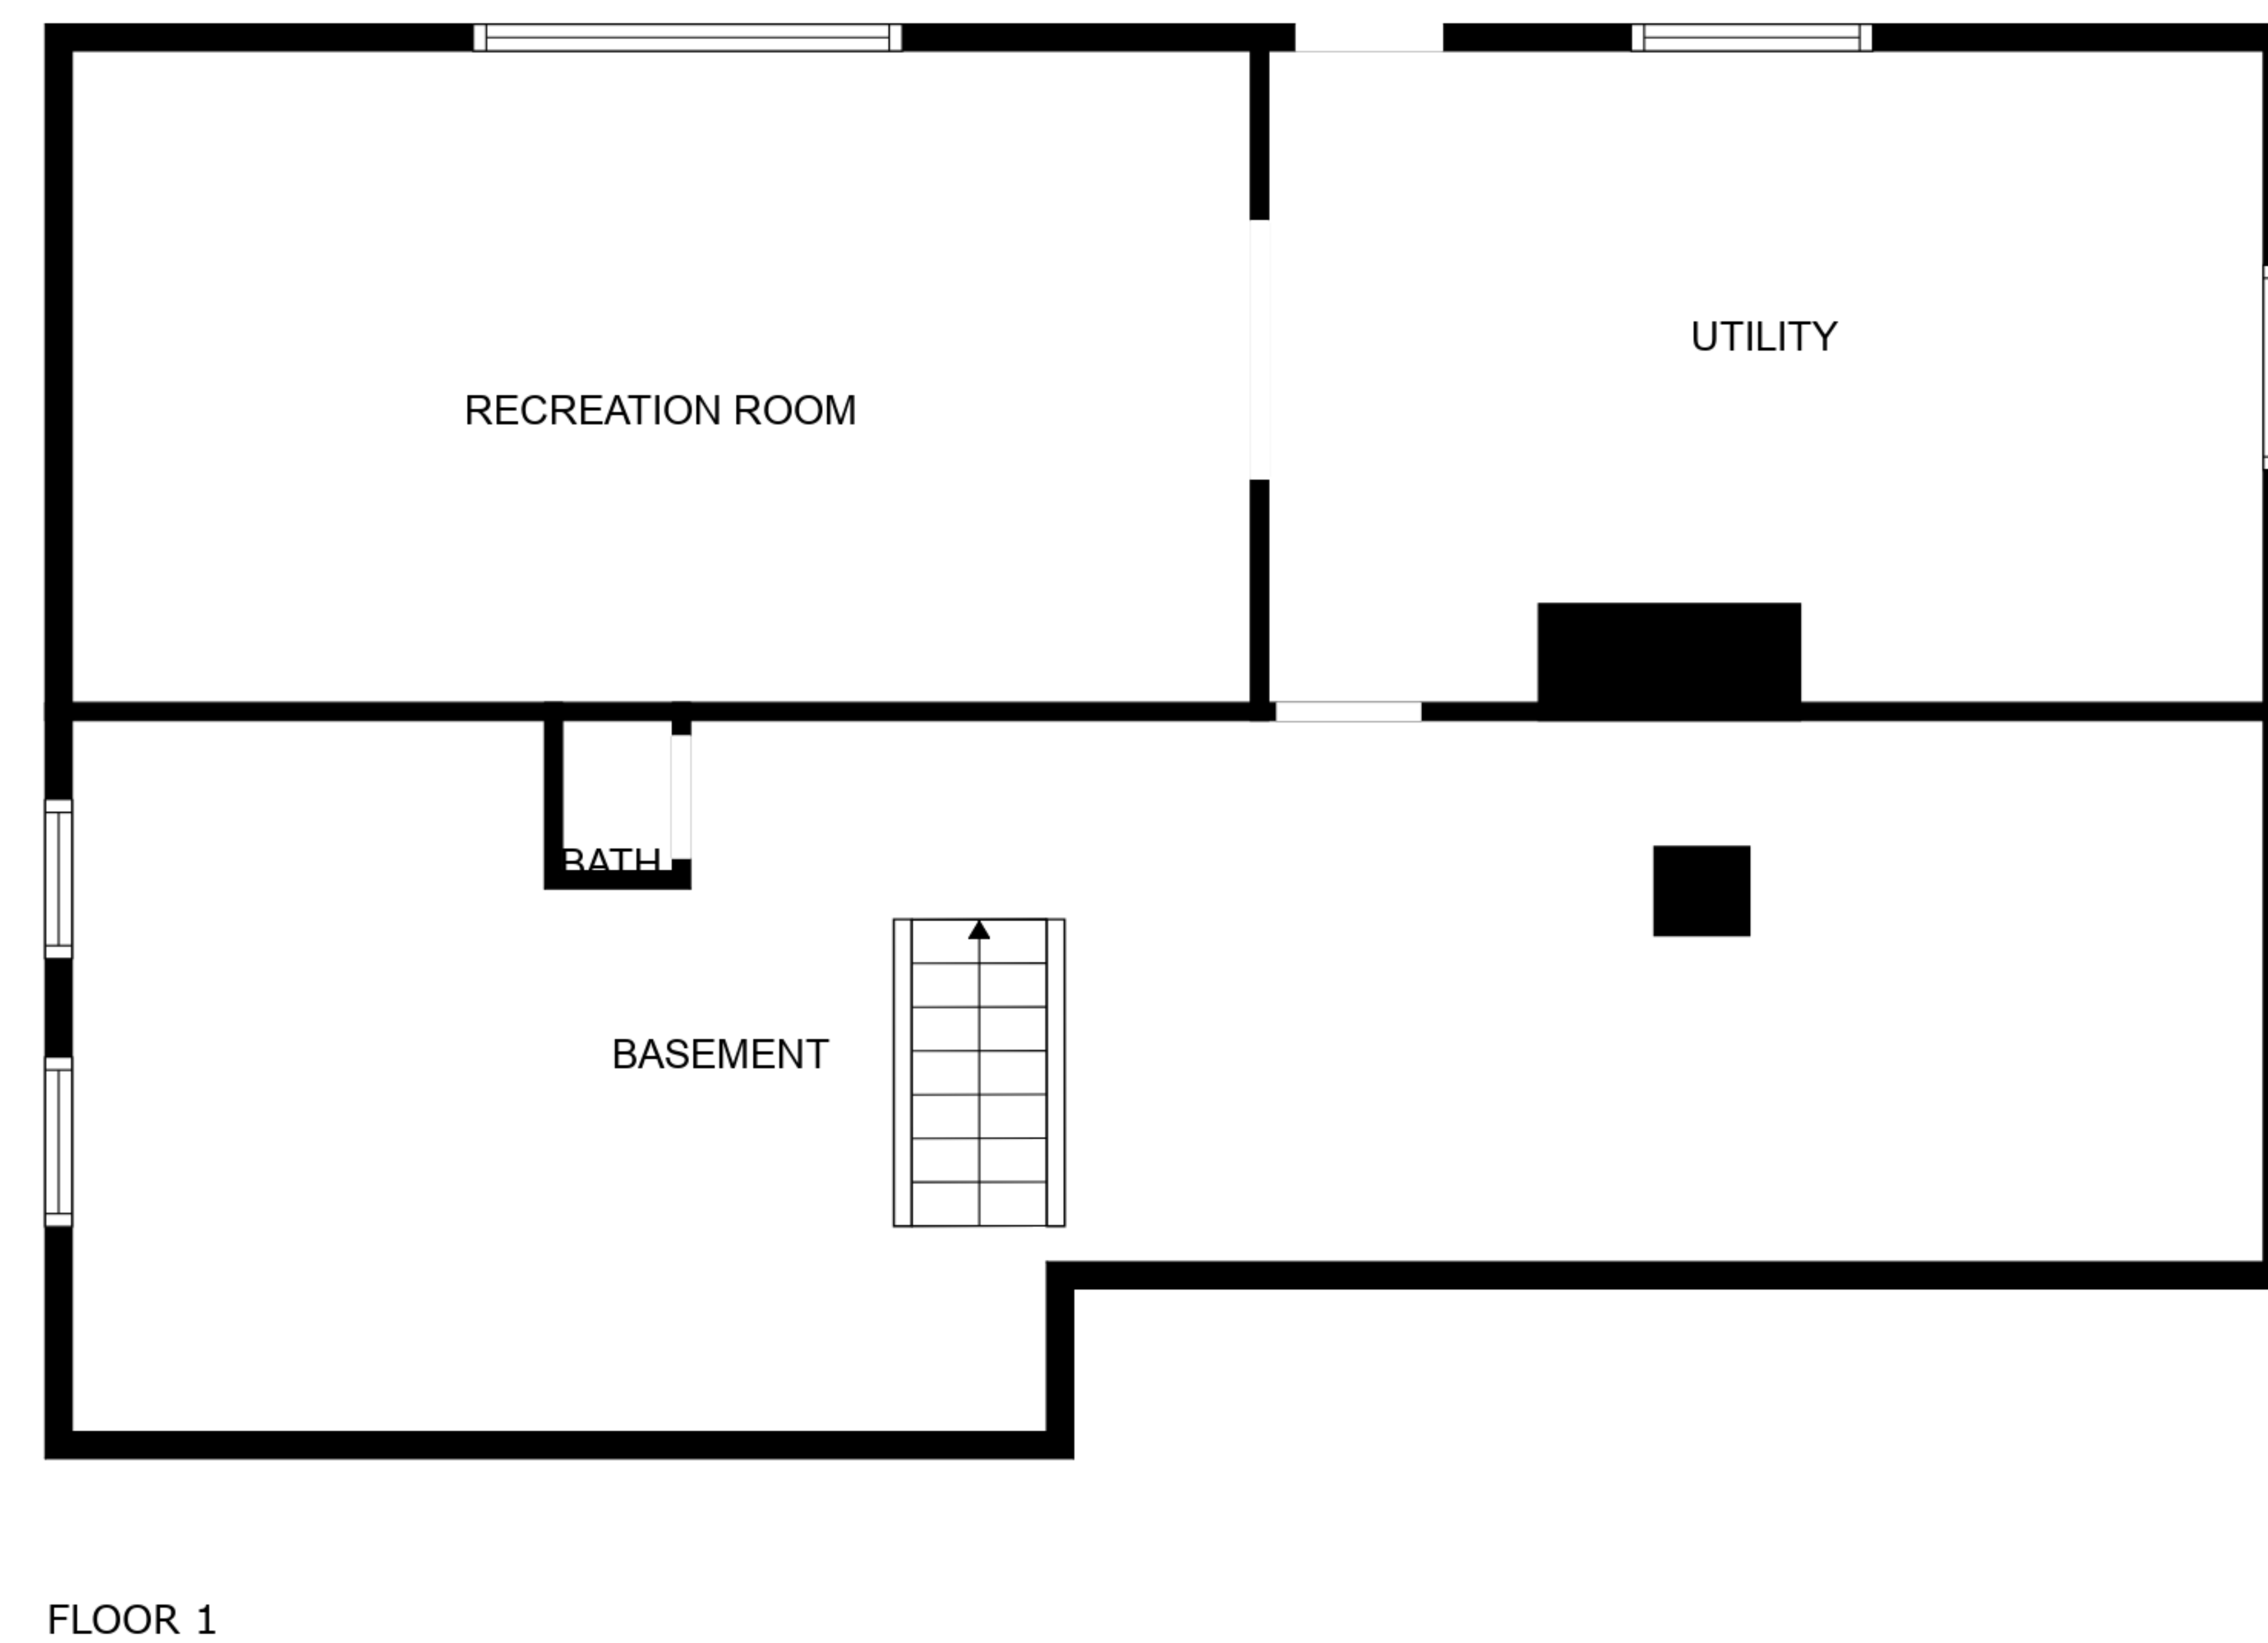 UTILITY
RECREATION ROOM
BATH
BASEMENT
FLOOR 1